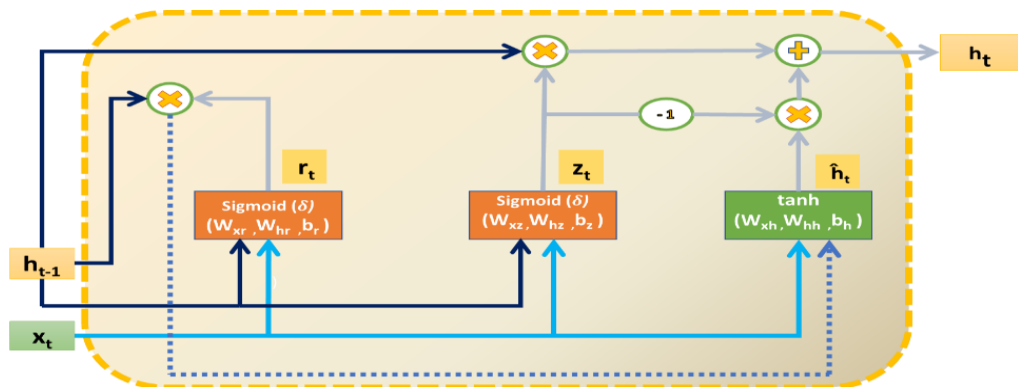 h_t
-1
r_t
z_t
ĥ_t
Sigmoid (δ)
(W_xr ,W_hr ,b_r )
Sigmoid (δ)
(W_xz ,W_hz ,b_z )
tanh
(W_xh ,W_hh ,b_h )
h_t-1
x_t